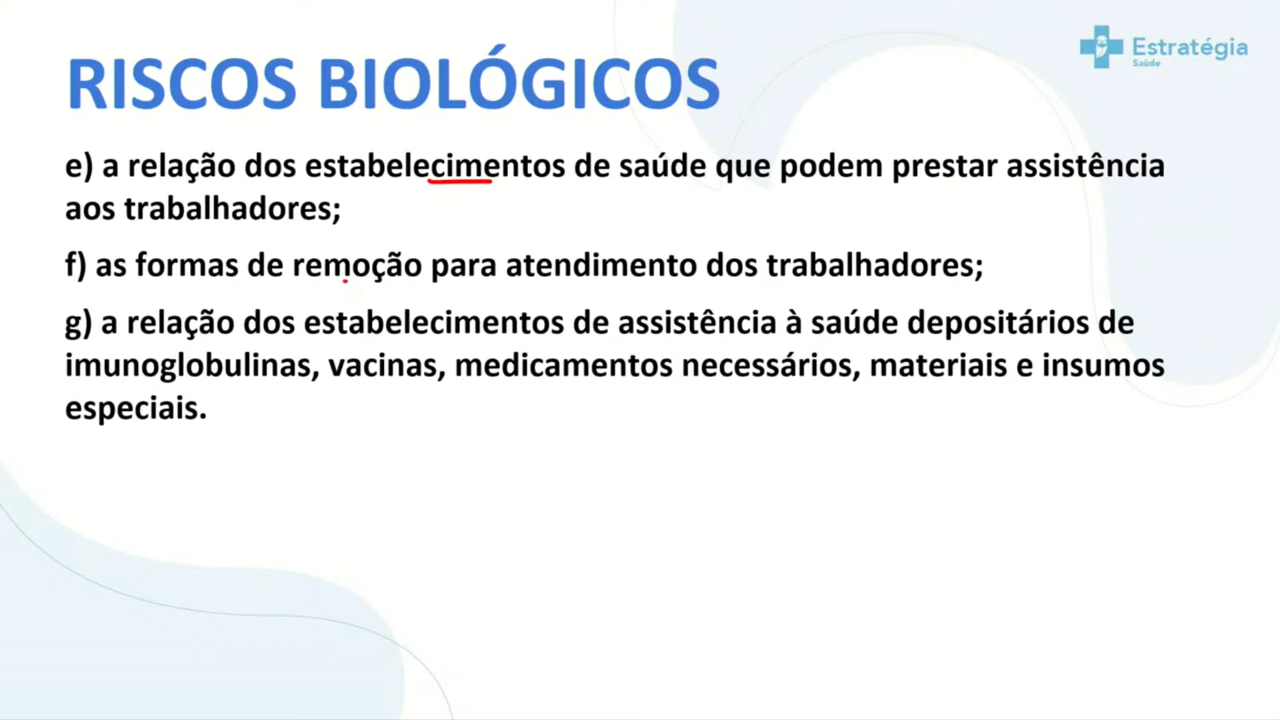 RISCOS BIOLÓGICOS
Estratégia
Saúde
e) a relação dos estabelecimentos de saúde que podem prestar assistência
aos trabalhadores;
f) as formas de remoção para atendimento dos trabalhadores;
g) a relação dos estabelecimentos de assistência à saúde depositários de
imunoglobulinas, vacinas, medicamentos necessários, materiais e insumos
especiais.